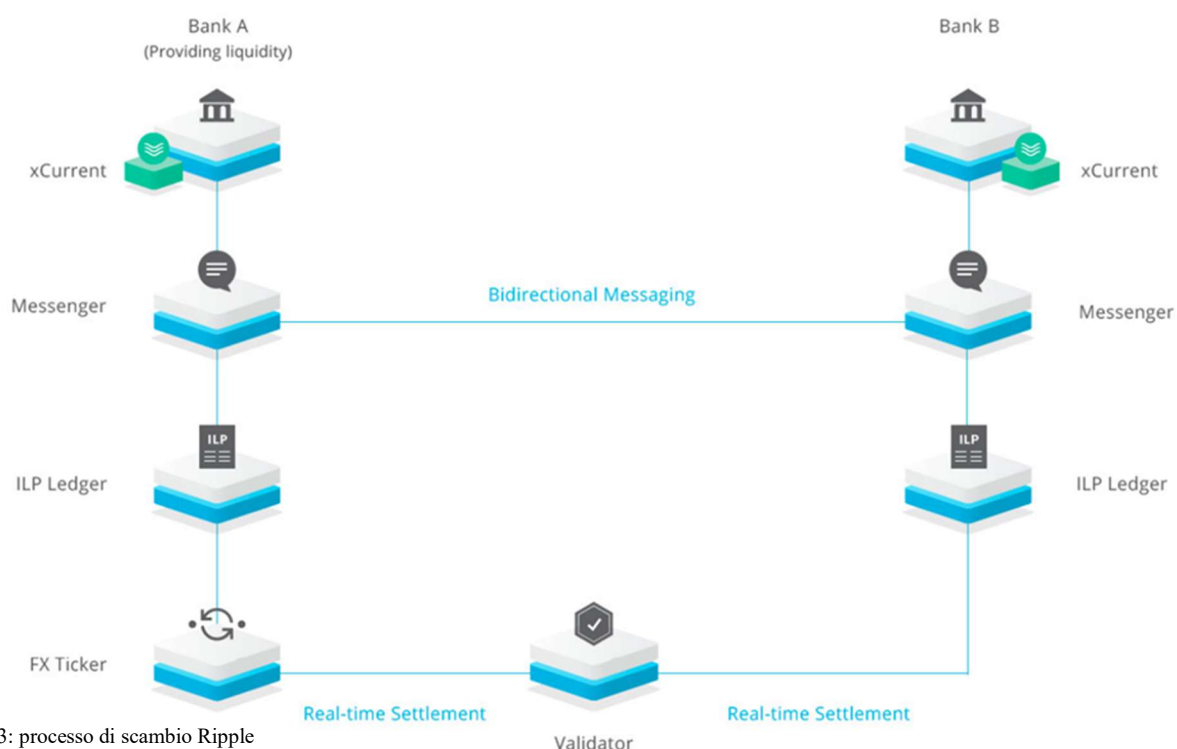 Bank A
(Providing liquidity)
Bank B
xCurrent
xCurrent
Messenger
Bidirectional Messaging
Messenger
ILP
ILP
ILP Ledger
ILP Ledger
FX Ticker
Real-time Settlement
Real-time Settlement
3: processo di scambio Ripple
Validator